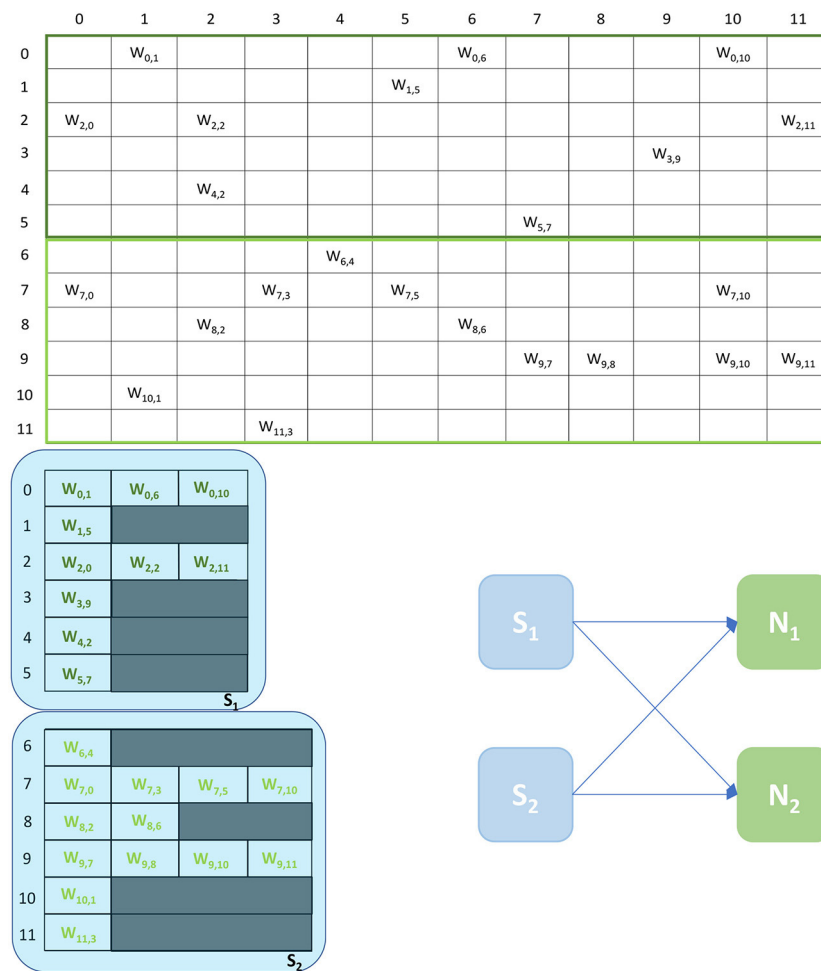 0 1 2 3 4 5 6 7 8 9 10 11
0 W0,1 W0,6 W0,10
1 W1,5
2 W2,0 W2,2 W2,11
3 W3,9
4 W4,2
5 W5,7
6 W6,4
7 W7,0 W7,3 W7,5 W7,10
8 W8,2 W8,6
9 W9,7 W9,8 W9,10 W9,11
10 W10,1
11 W11,3
0 W0,1 W0,6 W0,10
1 W1,5
2 W2,0 W2,2 W2,11
3 W3,9
4 W4,2
5 W5,7
S1
6 W6,4
7 W7,0 W7,3 W7,5 W7,10
8 W8,2 W8,6
9 W9,7 W9,8 W9,10 W9,11
10 W10,1
11 W11,3
S2
S1 N1
S2 N2